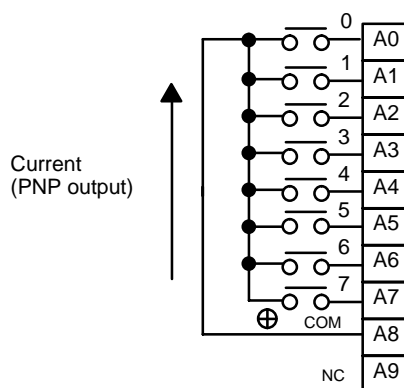 0 A0
1 A1
2 A2
3 A3
4 A4
5 A5
6 A6
7 A7
COM A8
NC A9
Current
(PNP output)